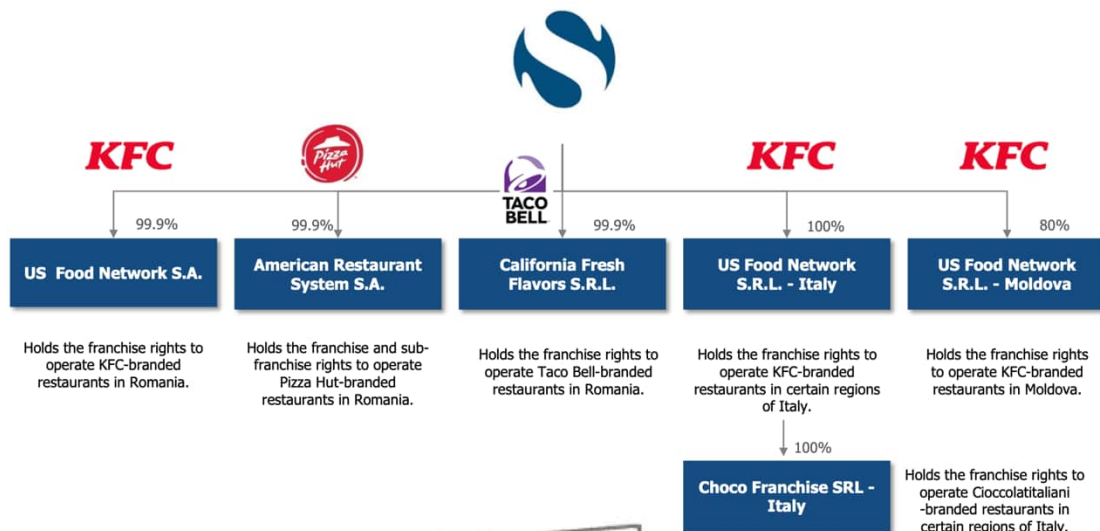 KFC
Pizza
Hut
KFC
KFC
TACO
BELL
99.9%
99.9%
99.9%
100%
80%
US Food Network S.A.
American Restaurant
System S.A.
California Fresh
Flavors S.R.L.
US Food Network
S.R.L. - Italy
US Food Network
S.R.L. - Moldova
Holds the franchise rights to
operate KFC-branded
restaurants in Romania.
Holds the franchise and sub-
franchise rights to operate
Pizza Hut-branded
restaurants in Romania.
Holds the franchise rights to
operate Taco Bell-branded
restaurants in Romania.
Holds the franchise rights to
operate KFC-branded
restaurants in certain regions
of Italy.
Holds the franchise rights
to operate KFC-branded
restaurants in Moldova.
100%
Choco Franchise SRL -
Italy
Holds the franchise rights to
operate Cioccolatitaliani
-branded restaurants in
certain regions of Italy.